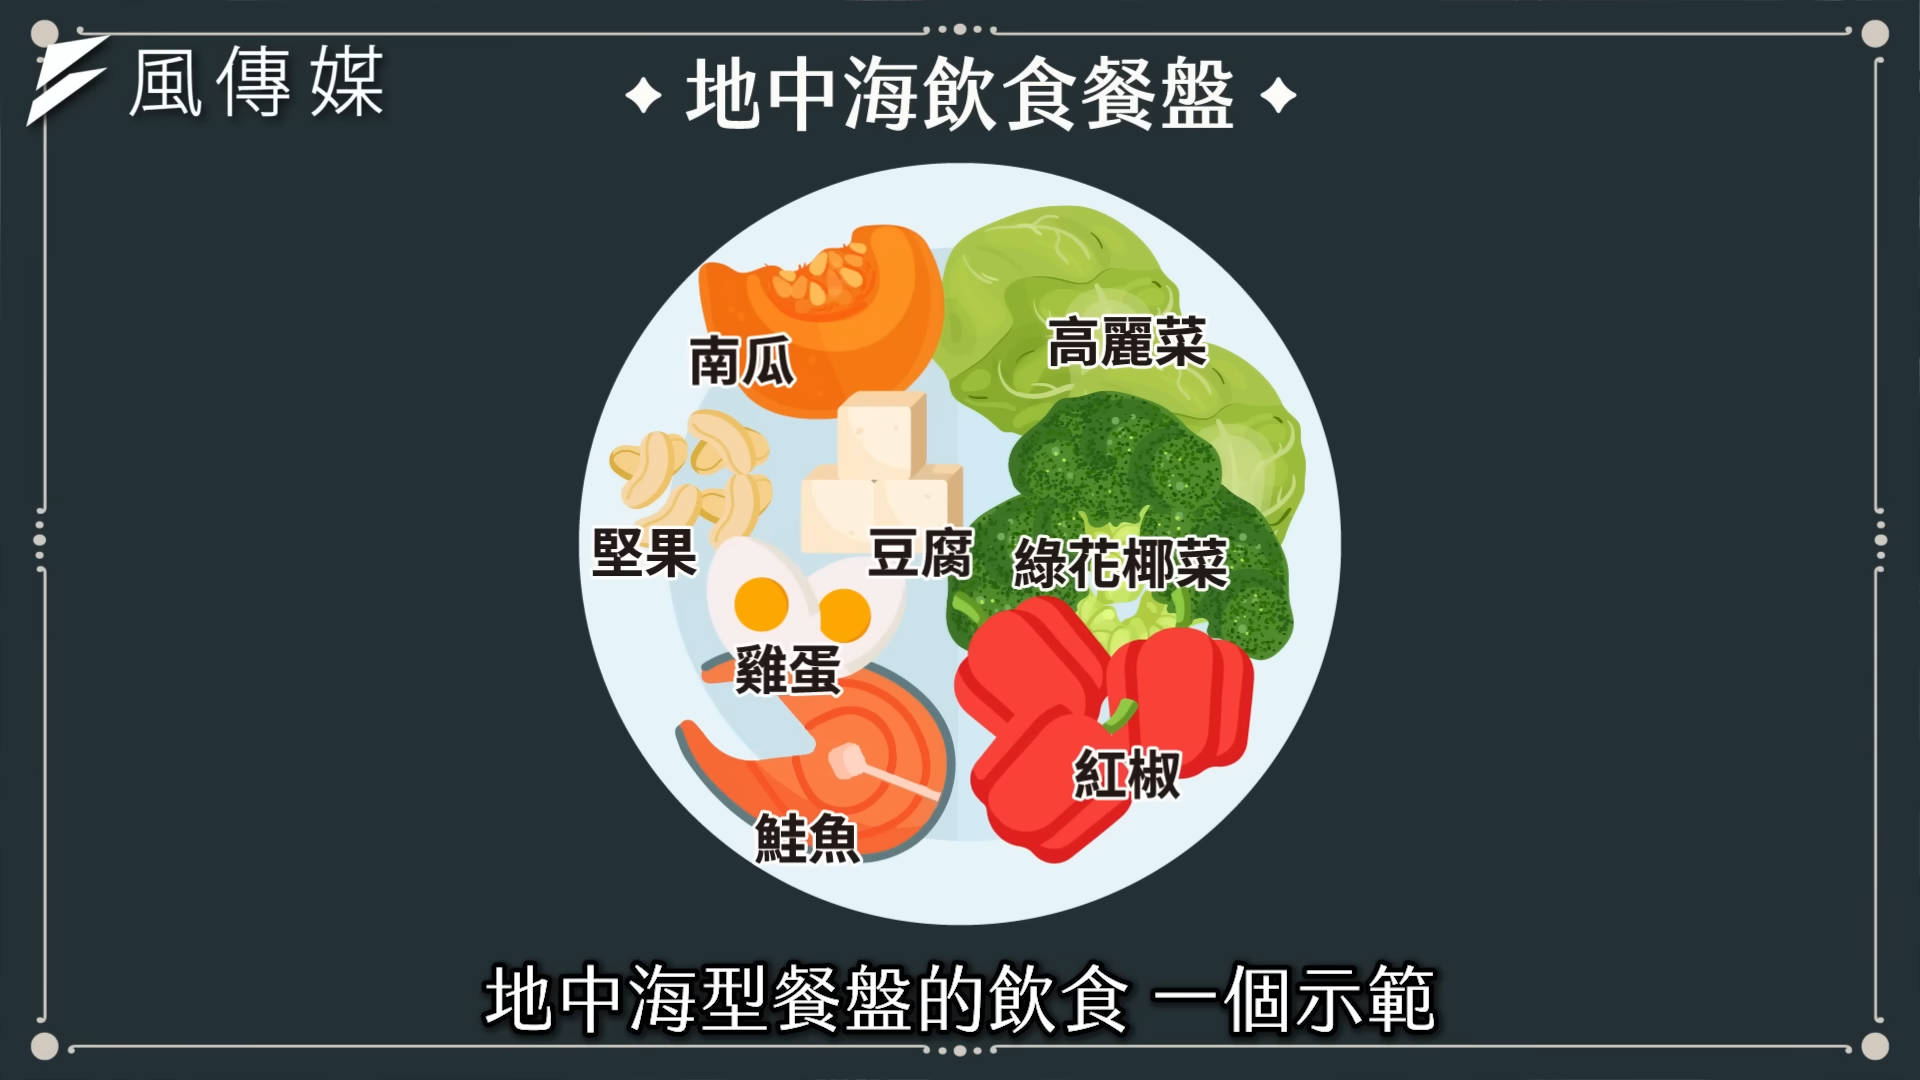 風傳媒
地中海飲食餐盤
南瓜
高麗菜
堅果
豆腐
綠花椰菜
雞蛋
紅椒
鮭魚
地中海型餐盤的飲食 一個示範